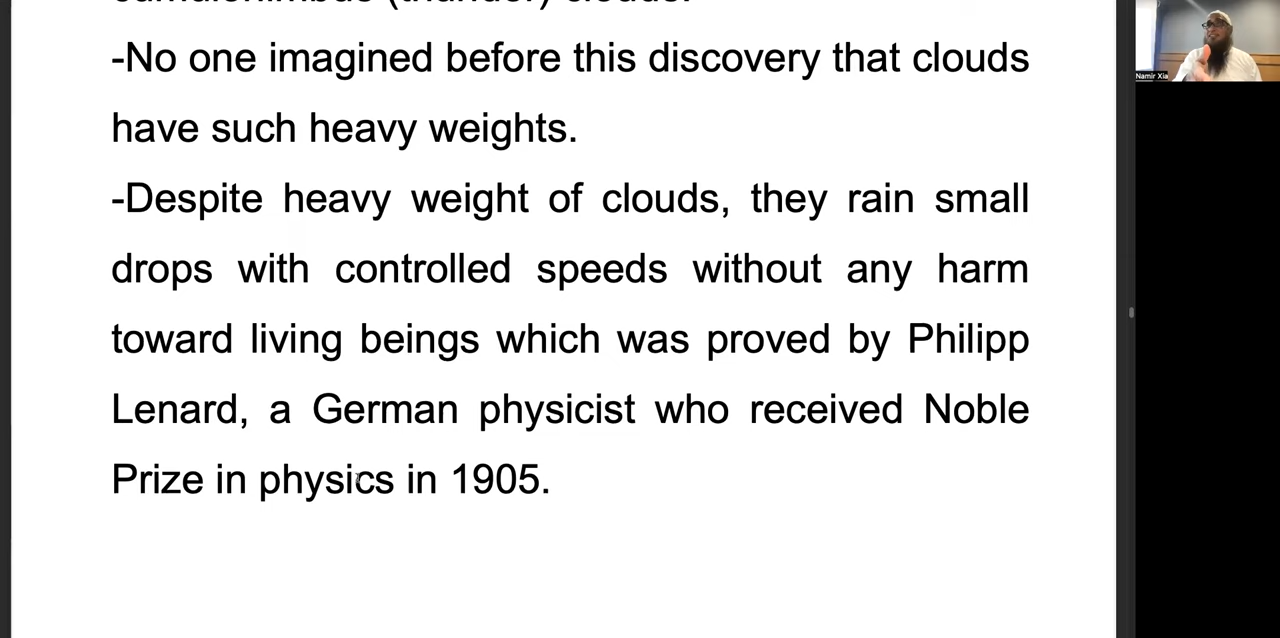 cumulonimbus (thunder) clouds.
-No one imagined before this discovery that clouds
have such heavy weights.
-Despite heavy weight of clouds, they rain small
drops with controlled speeds without any harm
toward living beings which was proved by Philipp
Lenard, a German physicist who received Noble
Prize in physics in 1905.
Namir Xia